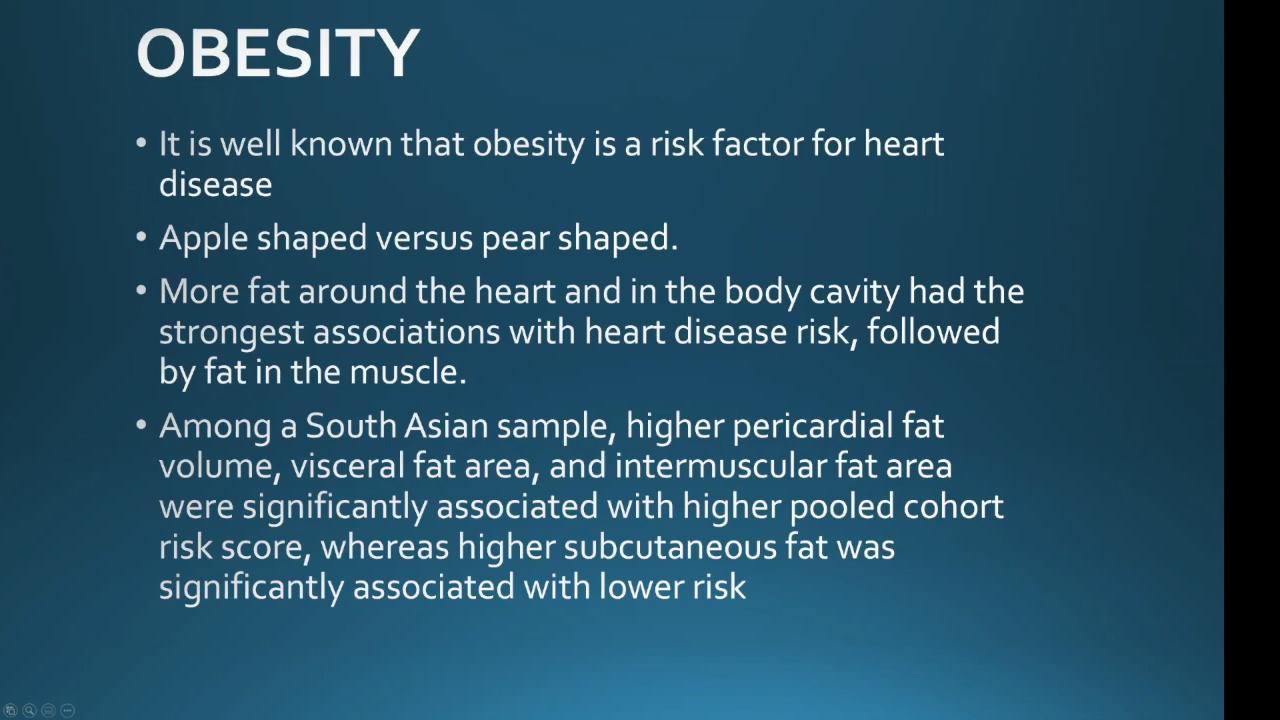 OBESITY
• It is well known that obesity is a risk factor for heart
disease
• Apple shaped versus pear shaped.
• More fat around the heart and in the body cavity had the
strongest associations with heart disease risk, followed
by fat in the muscle.
• Among a South Asian sample, higher pericardial fat
volume, visceral fat area, and intermuscular fat area
were significantly associated with higher pooled cohort
risk score, whereas higher subcutaneous fat was
significantly associated with lower risk